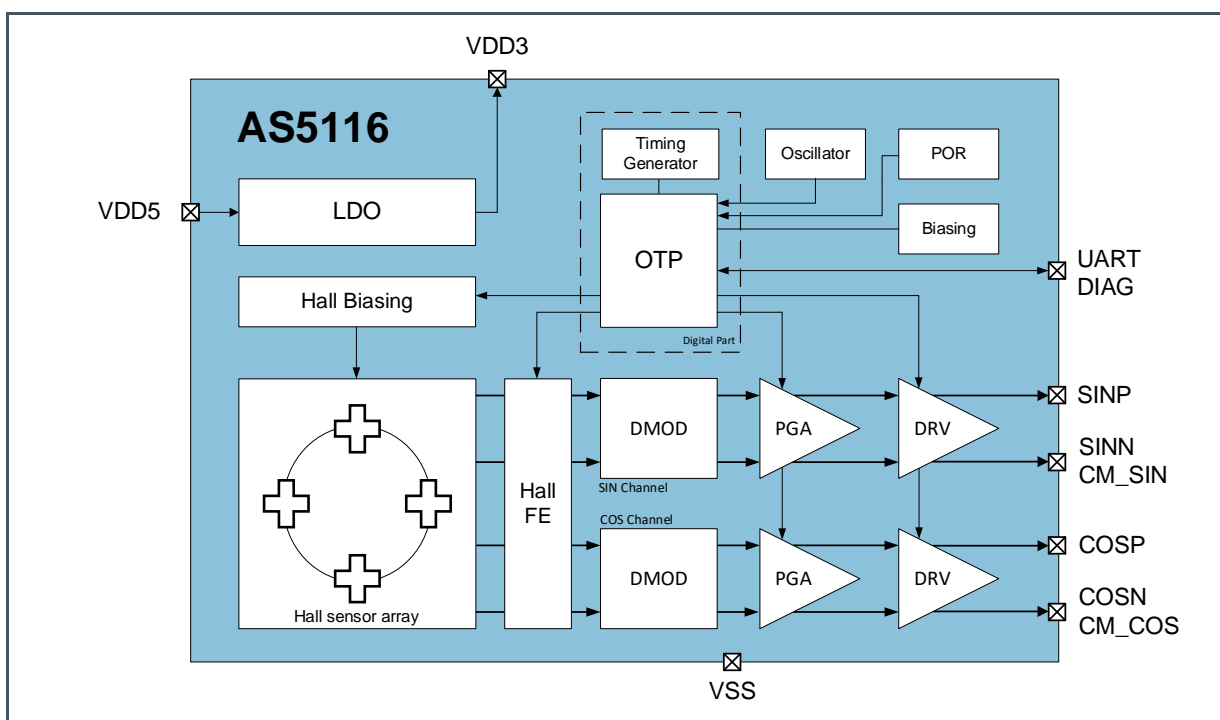 VDD3
AS5116
Timing
Generator
Oscillator
POR
VDD5
LDO
Biasing
OTP
UART
DIAG
Hall Biasing
Digital Part
SINP
DMOD
PGA
DRV
SINN
CM_SIN
SIN Channel
Hall
FE
COS Channel
COSP
DMOD
PGA
DRV
COSN
CM_COS
Hall sensor array
VSS